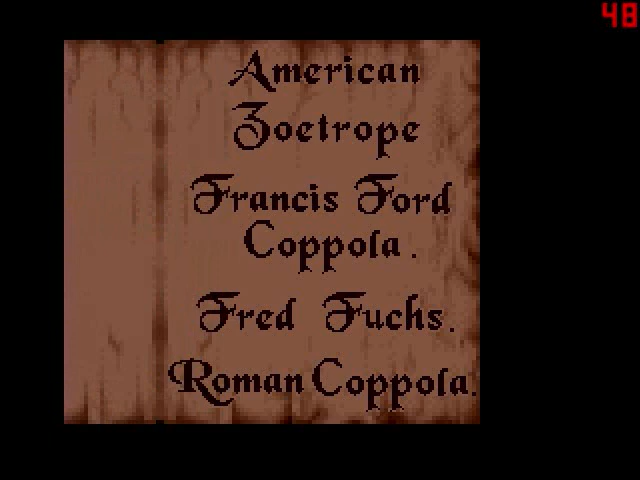 48
American
Zoetrope
Francis Ford
Coppola.
Fred Fuchs.
Roman Coppola.